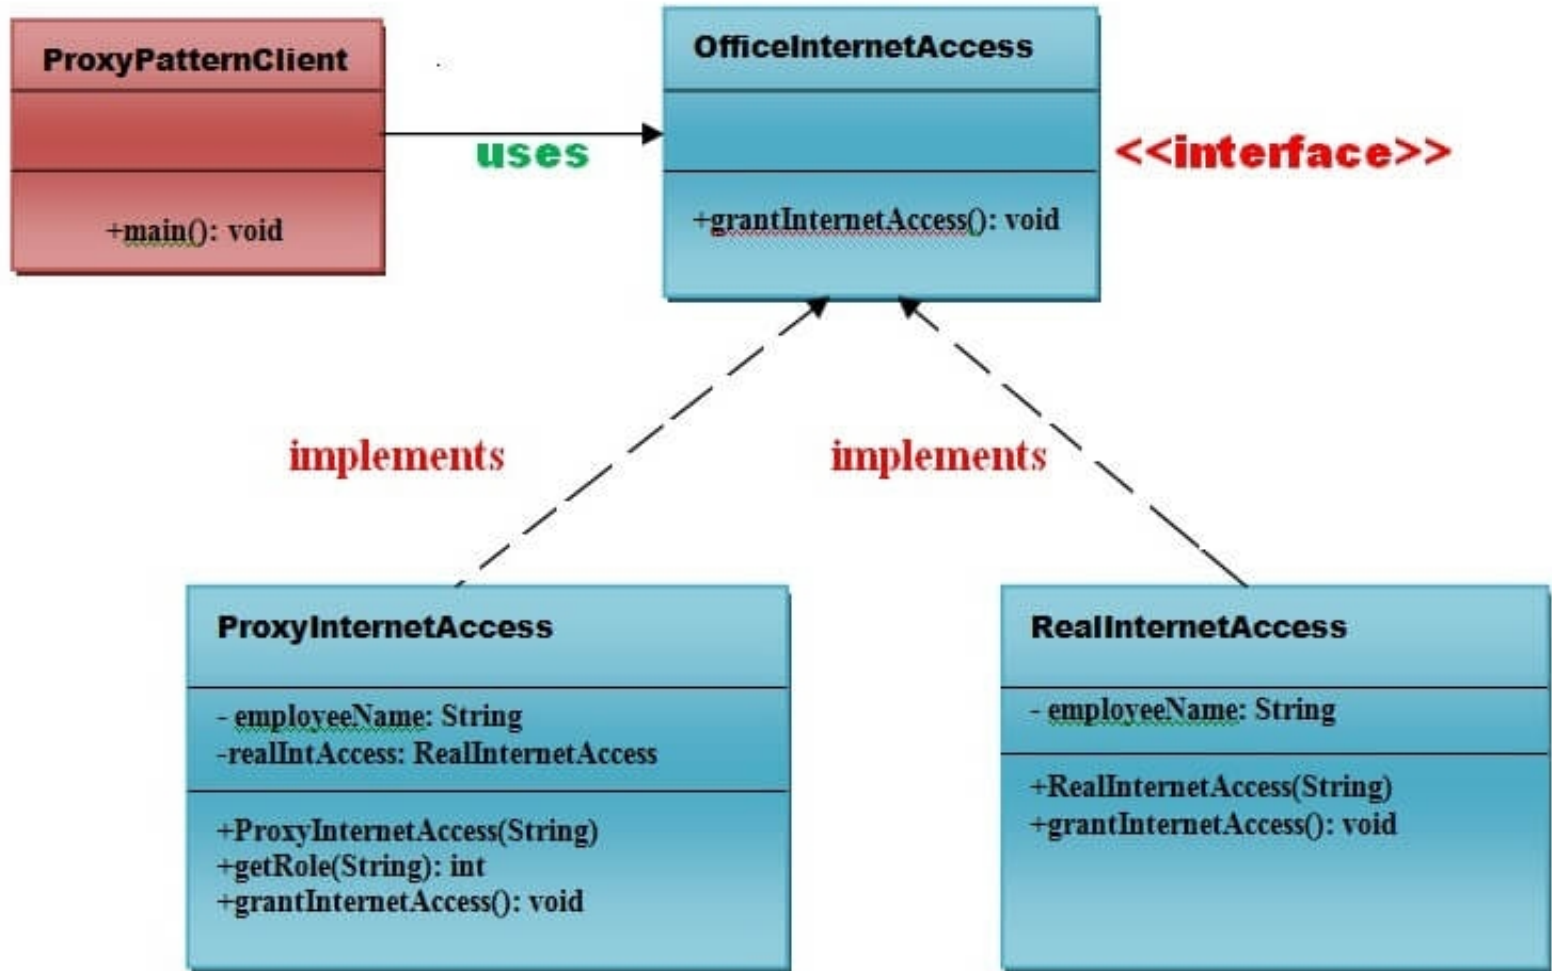 ProxyPatternClient
+main(): void
uses
OfficeInternetAccess
+grantInternetAccess(): void
<<interface>>
implements
implements
ProxyInternetAccess
- employeeName: String
-realIntAccess: RealInternetAccess
+ProxyInternetAccess(String)
+getRole(String): int
+grantInternetAccess(): void
RealInternetAccess
- employeeName: String
+RealInternetAccess(String)
+grantInternetAccess(): void